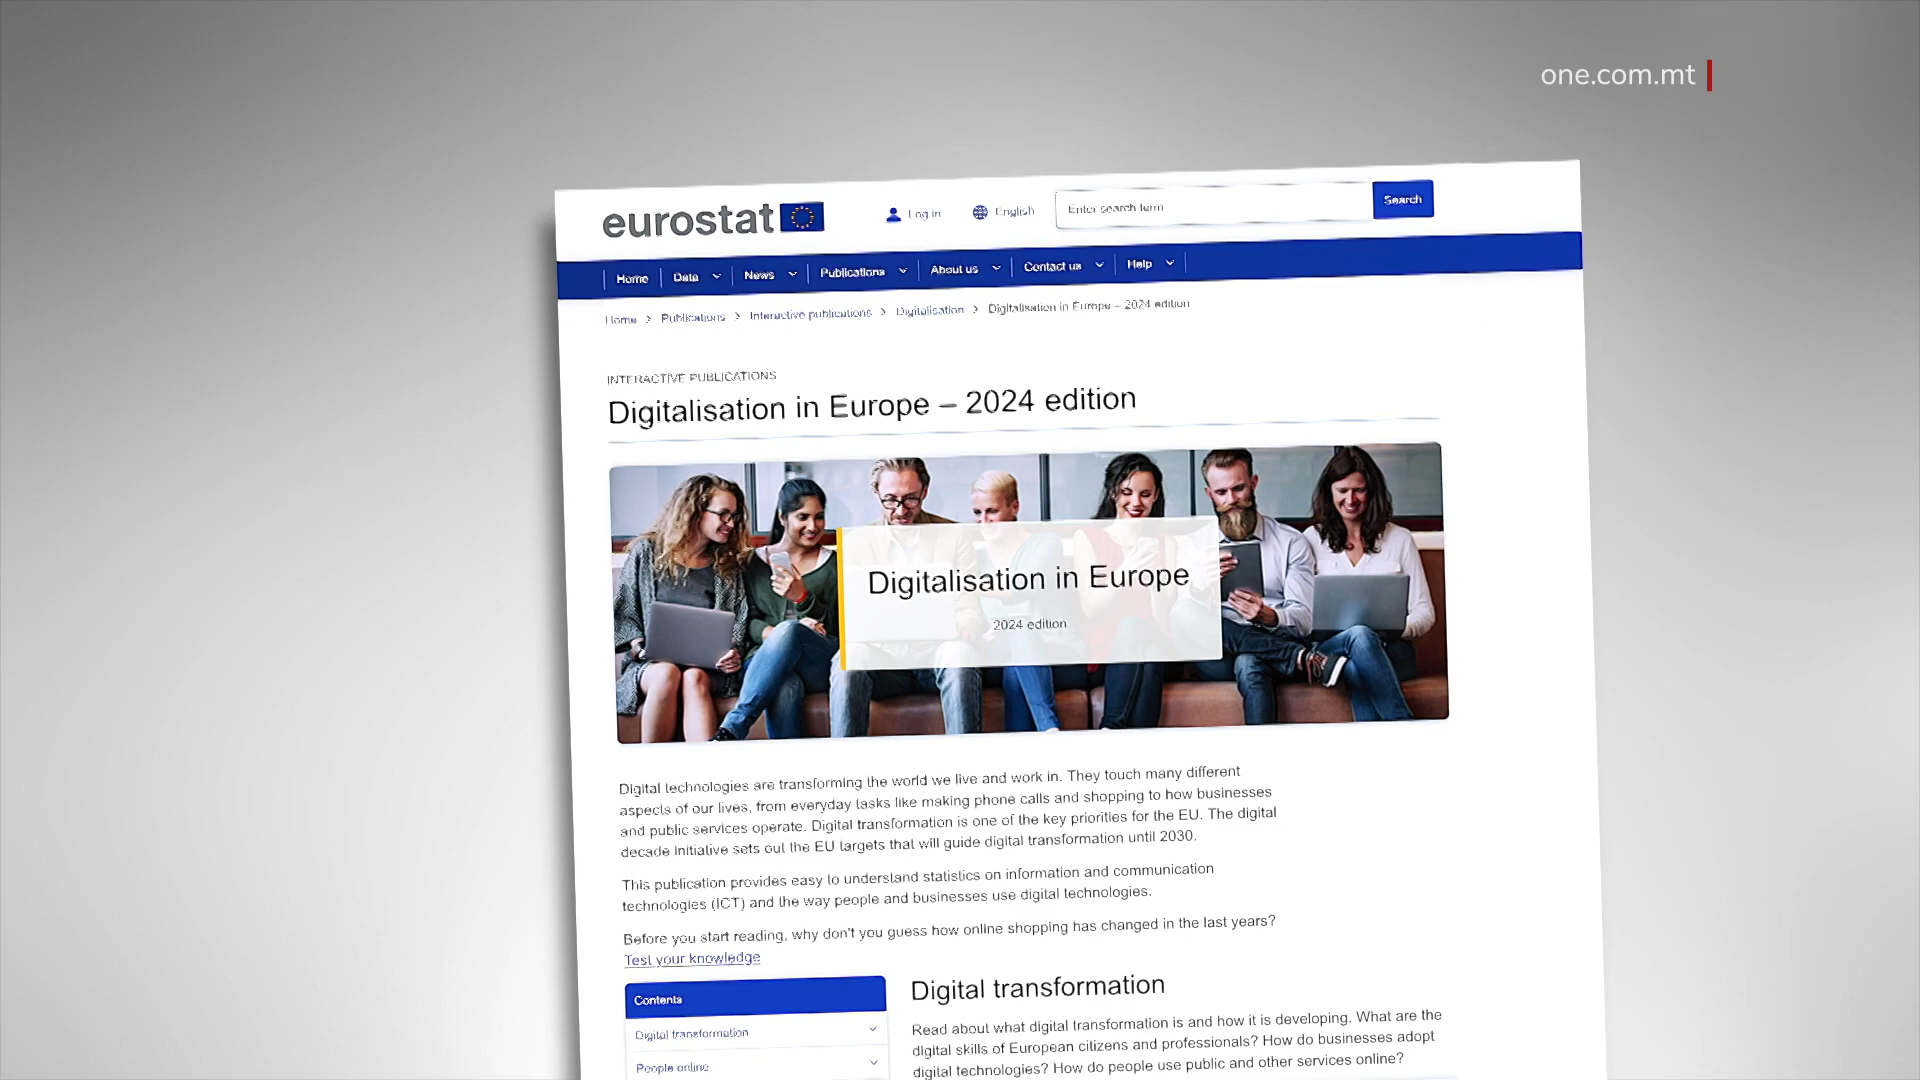 one.com.mt
eurostat
Log in
English
Enter search term
Search
Home
Data
News
Publications
About us
Contact us
Help
Home > Publications > Interactive publications > Digitalisation > Digitalisation in Europe – 2024 edition
INTERACTIVE PUBLICATIONS
Digitalisation in Europe – 2024 edition
Digitalisation in Europe
2024 edition
Digital technologies are transforming the world we live and work in. They touch many different
aspects of our lives, from everyday tasks like making phone calls and shopping to how businesses
and public services operate. Digital transformation is one of the key priorities for the EU. The digital
decade initiative sets out the EU targets that will guide digital transformation until 2030.
This publication provides easy to understand statistics on information and communication
technologies (ICT) and the way people and businesses use digital technologies.
Before you start reading, why don't you guess how online shopping has changed in the last years?
Test your knowledge
Contents
Digital transformation
People online
Digital transformation
Read about what digital transformation is and how it is developing. What are the
digital skills of European citizens and professionals? How do businesses adopt
digital technologies? How do people use public and other services online?